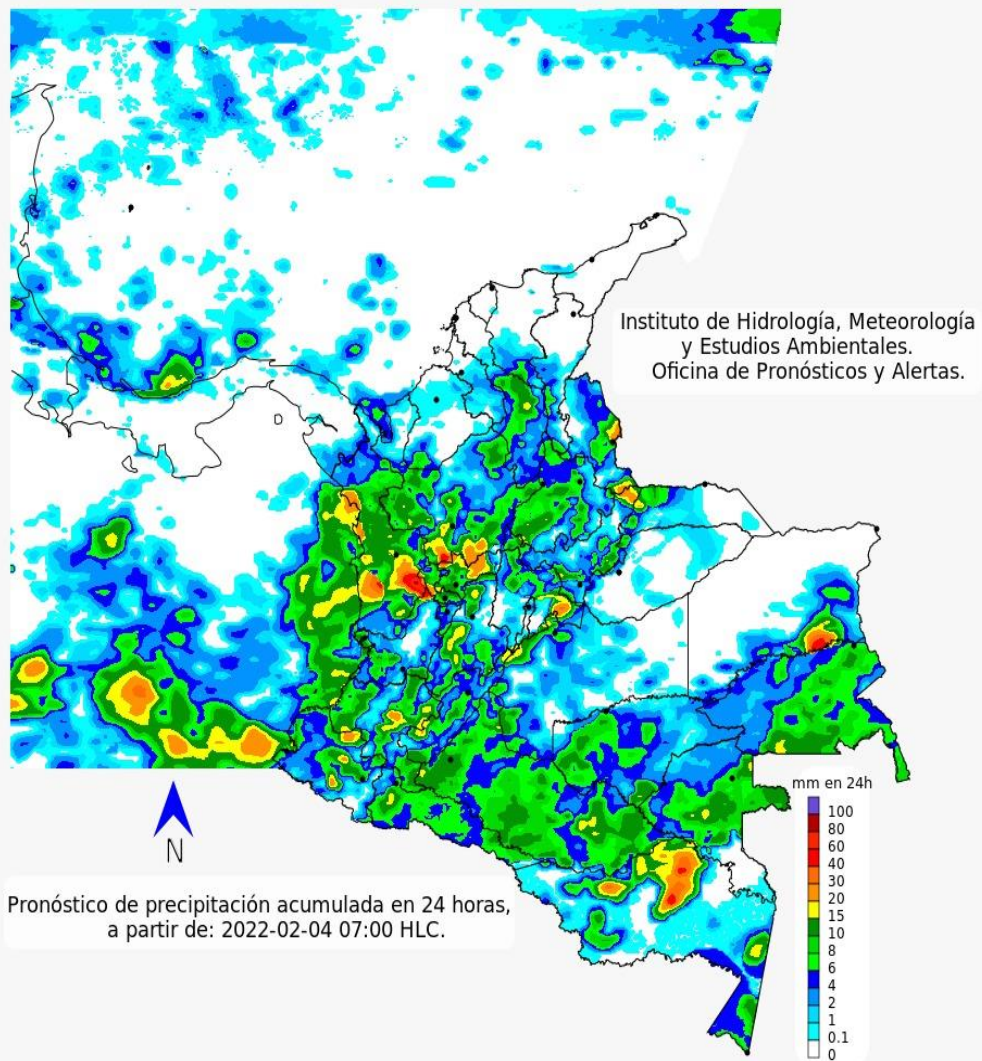 Instituto de Hidrología, Meteorología
y Estudios Ambientales.
Oficina de Pronósticos y Alertas.
mm en 24h
100
80
60
40
30
20
15
10
8
6
4
2
1
0.1
0
N
Pronóstico de precipitación acumulada en 24 horas,
a partir de: 2022-02-04 07:00 HLC.